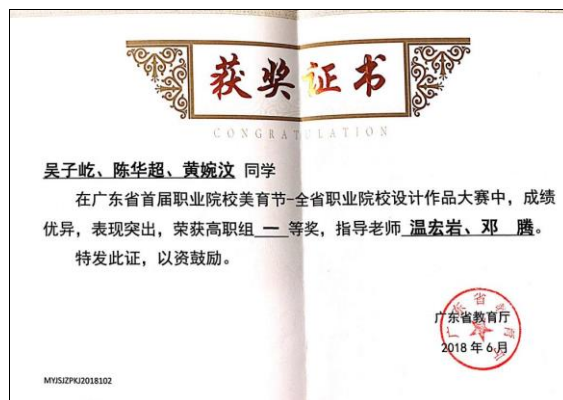 获奖证书
CONGRATULATION
吴子屹、陈华超、黄婉汶 同学
在广东省首届职业院校美育节-全省职业院校设计作品大赛中，成绩
优异，表现突出，荣获高职组 一 等奖，指导老师 温宏岩、邓 腾。
特发此证，以资鼓励。
广东省教育厅
2018 年 6 月
MYJSJZPKJ2018102